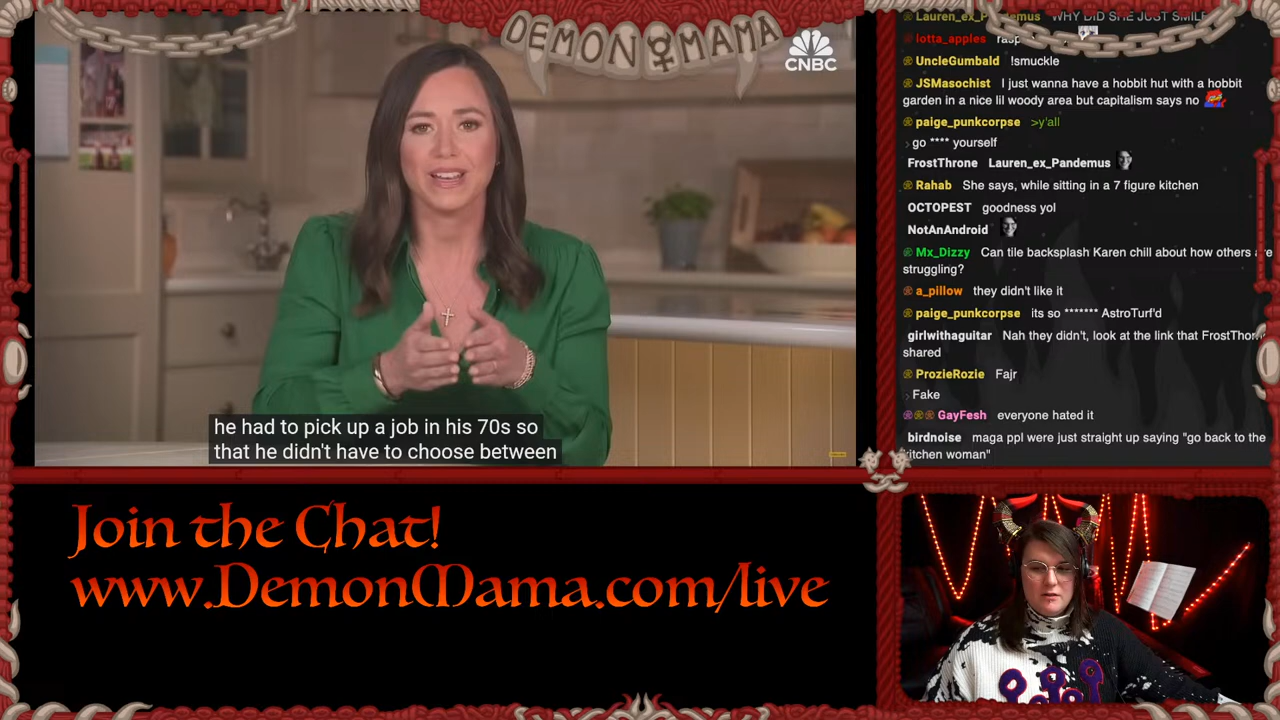 DEMON MAMA
CNBC
he had to pick up a job in his 70s so
that he didn't have to choose between
Lauren_ex_Pandemus WHY DID SHE JUST SMILE
lotta_apples rasp
UncleGumbald !smuckle
JSMasochist I just wanna have a hobbit hut with a hobbit
garden in a nice lil woody area but capitalism says no
paige_punkcorpse >y'all
› go **** yourself
FrostThrone Lauren_ex_Pandemus
Rahab She says, while sitting in a 7 figure kitchen
OCTOPEST goodness yol
NotAnAndroid
Mx_Dizzy Can tile backsplash Karen chill about how others are
struggling?
a_pillow they didn't like it
paige_punkcorpse its so ******* AstroTurf'd
girlwithaguitar Nah they didn't, look at the link that FrostThorn
shared
ProzieRozie Fajr
› Fake
GayFesh everyone hated it
birdnoise maga ppl were just straight up saying "go back to the
kitchen woman"
Join the Chat!
www.DemonMama.com/live